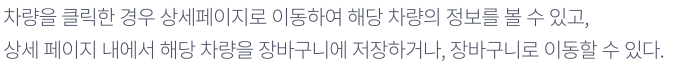 차량을 클릭한 경우 상세페이지로 이동하여 해당 차량의 정보를 볼 수 있고,
상세 페이지 내에서 해당 차량을 장바구니에 저장하거나, 장바구니로 이동할 수 있다.